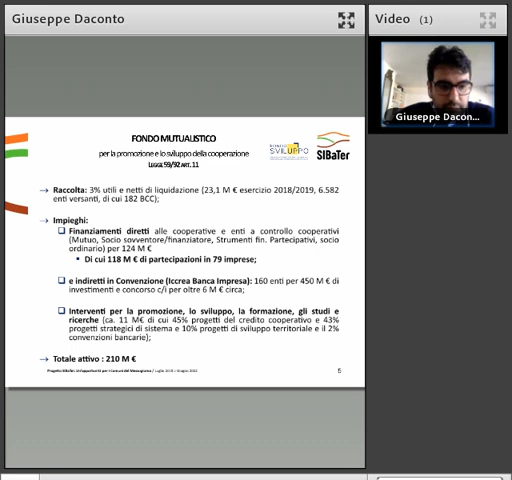 Giuseppe Daconto
Video (1)
Giuseppe Dacon...
FONDO MUTUALISTICO
per la promozione e lo sviluppo della cooperazione
LEGGE 59/92 ART. 11
SVILUPPO
SIBaTer
→ Raccolta: 3% utili e netti di liquidazione (23,1 M € esercizio 2018/2019, 6.582
enti versanti, di cui 182 BCC);
→ Impieghi:
❑ Finanziamenti diretti alle cooperative e enti a controllo cooperativi
(Mutuo, Socio sovventore/finanziatore, Strumenti fin. Partecipativi, socio
ordinario) per 124 M €
▪ Di cui 118 M € di partecipazioni in 79 imprese;
❑ e indiretti in Convenzione (Iccrea Banca Impresa): 160 enti per 450 M € di
investimenti e concorso c/i per oltre 6 M € circa;
❑ Interventi per la promozione, lo sviluppo, la formazione, gli studi e
ricerche (ca. 11 M€ di cui 45% progetti del credito cooperativo e 43%
progetti strategici di sistema e 10% progetti di sviluppo territoriale e il 2%
convenzioni bancarie);
→ Totale attivo : 210 M €
5